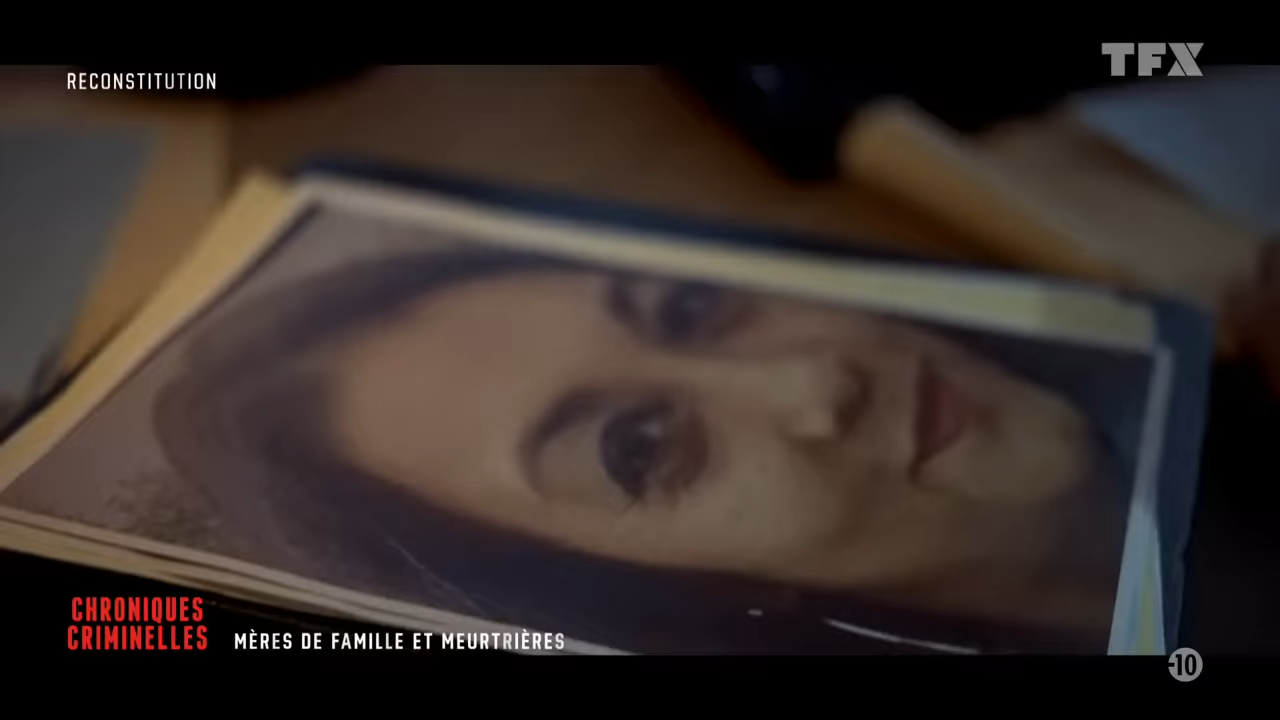 TFX
RECONSTITUTION
CHRONIQUES
CRIMINELLES
MÈRES DE FAMILLE ET MEURTRIÈRES
-10